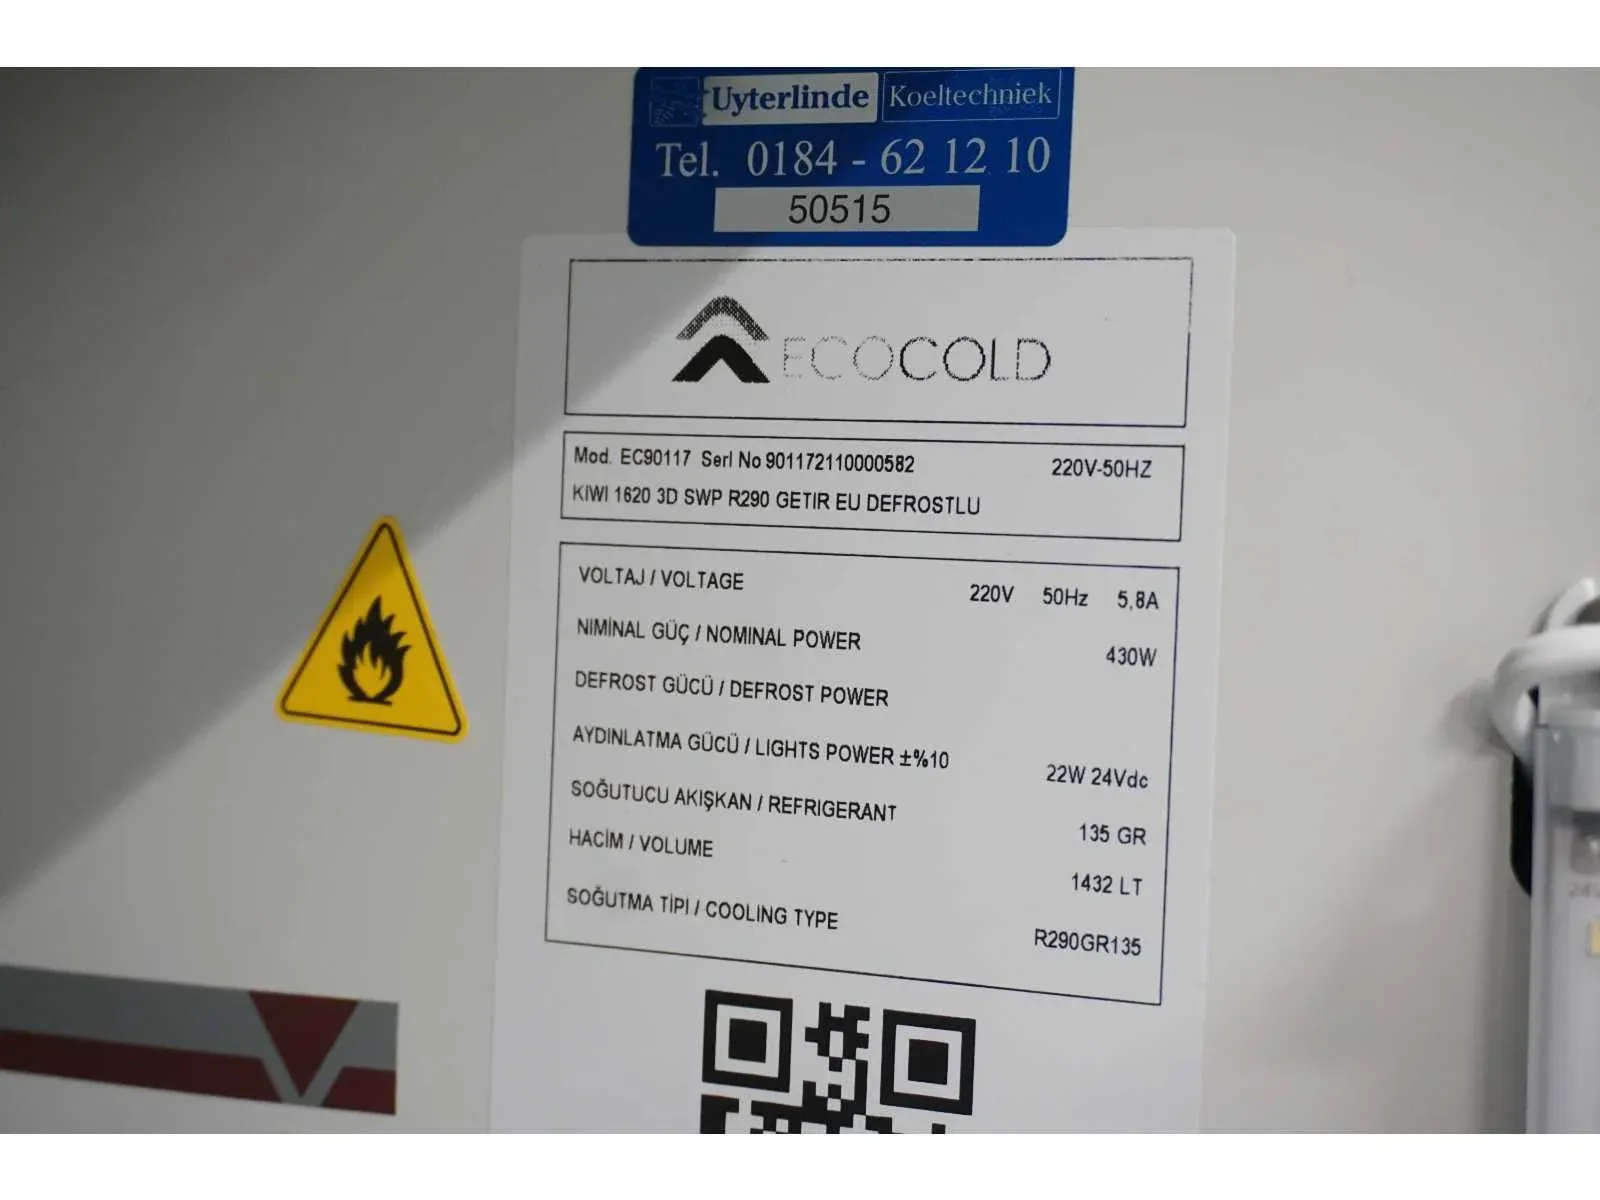 Uyterlinde Koeltechniek
Tel. 0184 - 62 12 10
50515
ECOCOLD
Mod. EC90117 Serl No 901172110000582 220V-50HZ
KIWI 1620 3D SWP R290 GETIR EU DEFROSTLU
VOLTAJ / VOLTAGE 220V 50Hz 5,8A
NIMİNAL GÜÇ / NOMINAL POWER 430W
DEFROST GÜCÜ / DEFROST POWER
AYDINLATMA GÜCÜ / LIGHTS POWER ±%10 22W 24Vdc
SOĞUTUCU AKIŞKAN / REFRIGERANT 135 GR
HACİM / VOLUME 1432 LT
SOĞUTMA TİPİ / COOLING TYPE R290GR135